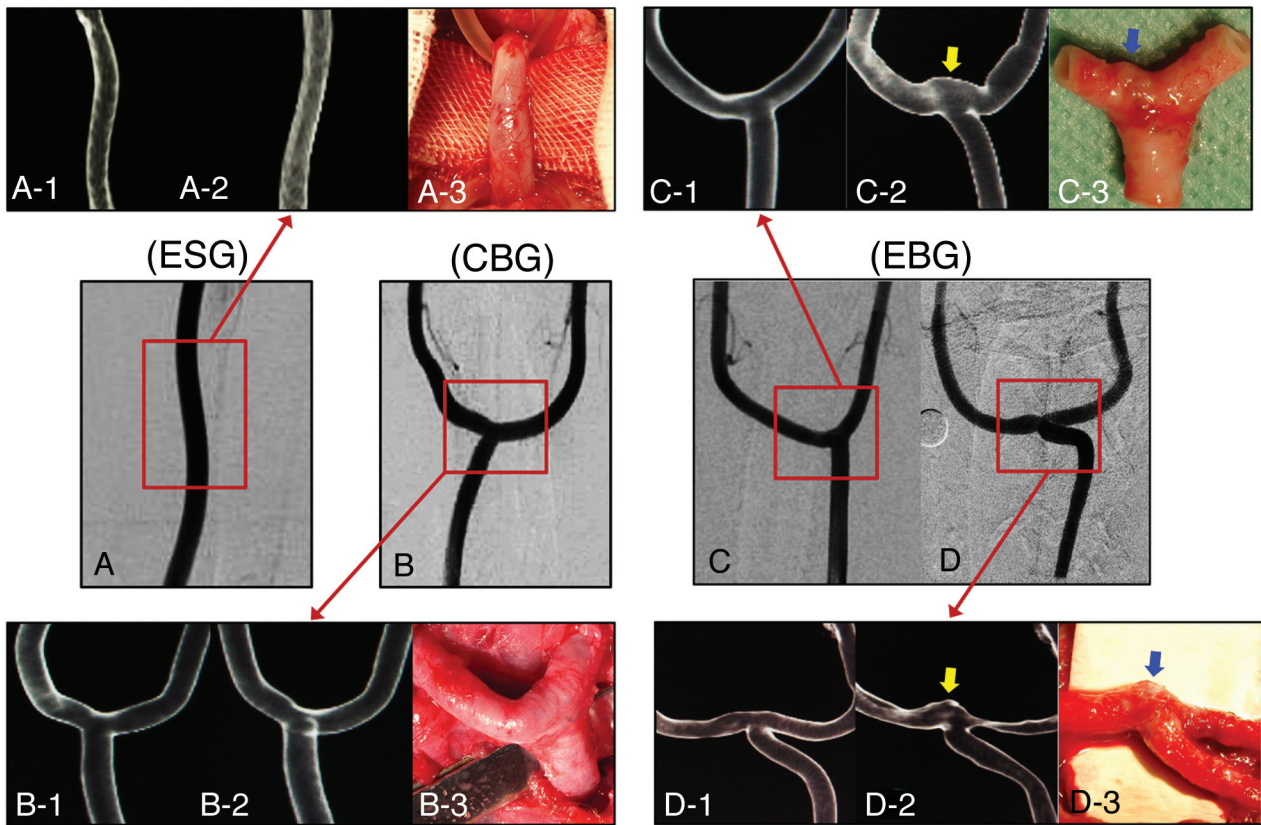 A-1 A-2 A-3
C-1 C-2 C-3
(ESG) (CBG) (EBG)
A B C D
B-1 B-2 B-3
D-1 D-2 D-3